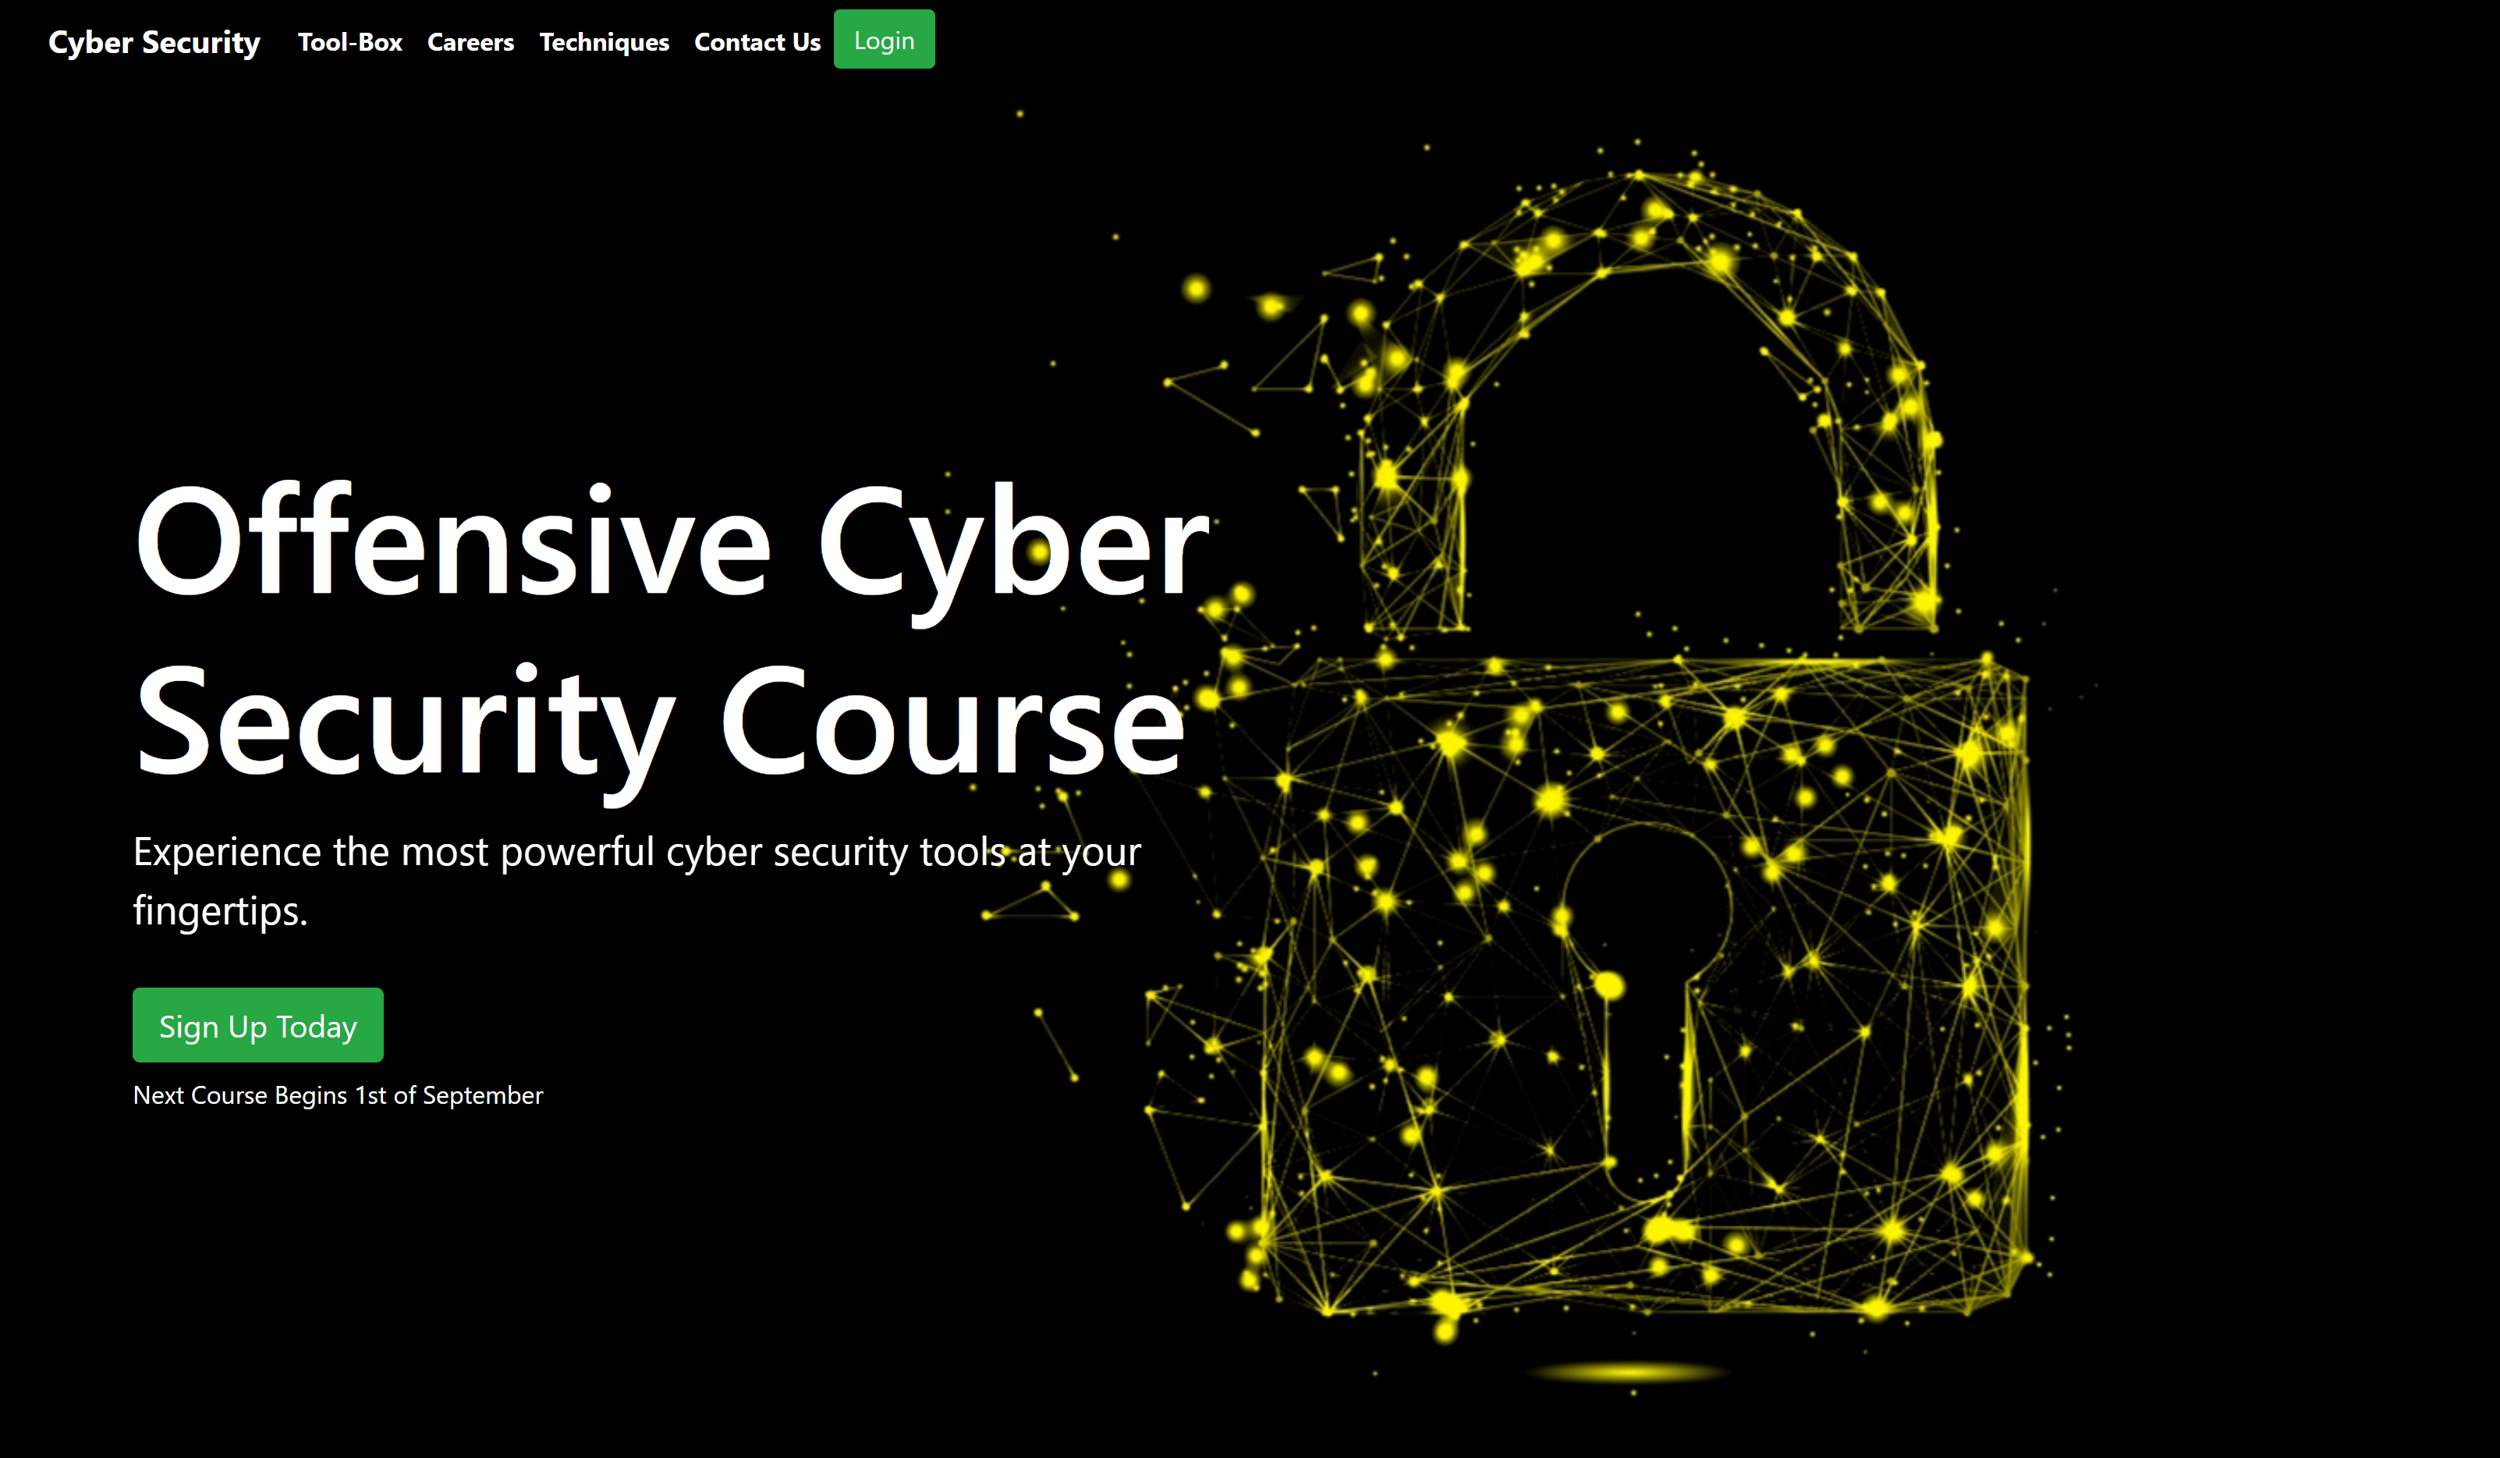 Cyber Security Tool-Box Careers Techniques Contact Us Login
Offensive Cyber
Security Course
Experience the most powerful cyber security tools at your
fingertips.
Sign Up Today
Next Course Begins 1st of September